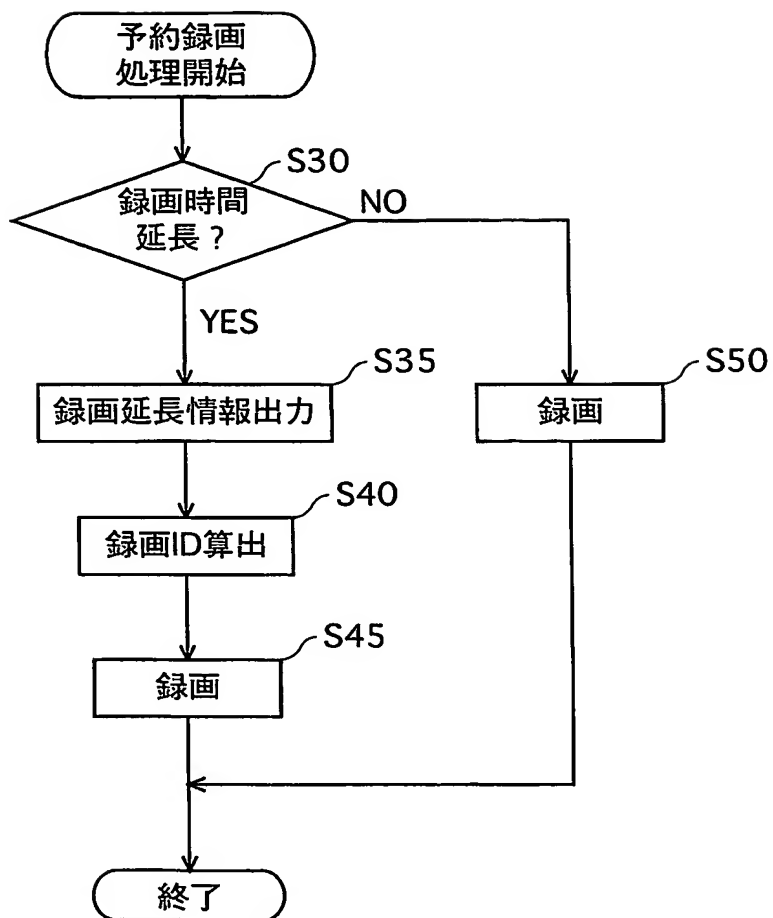 予約録画
処理開始
S30
録画時間
延長？
NO
YES
S35
録画延長情報出力
S50
録画
S40
録画ID算出
S45
録画
終了